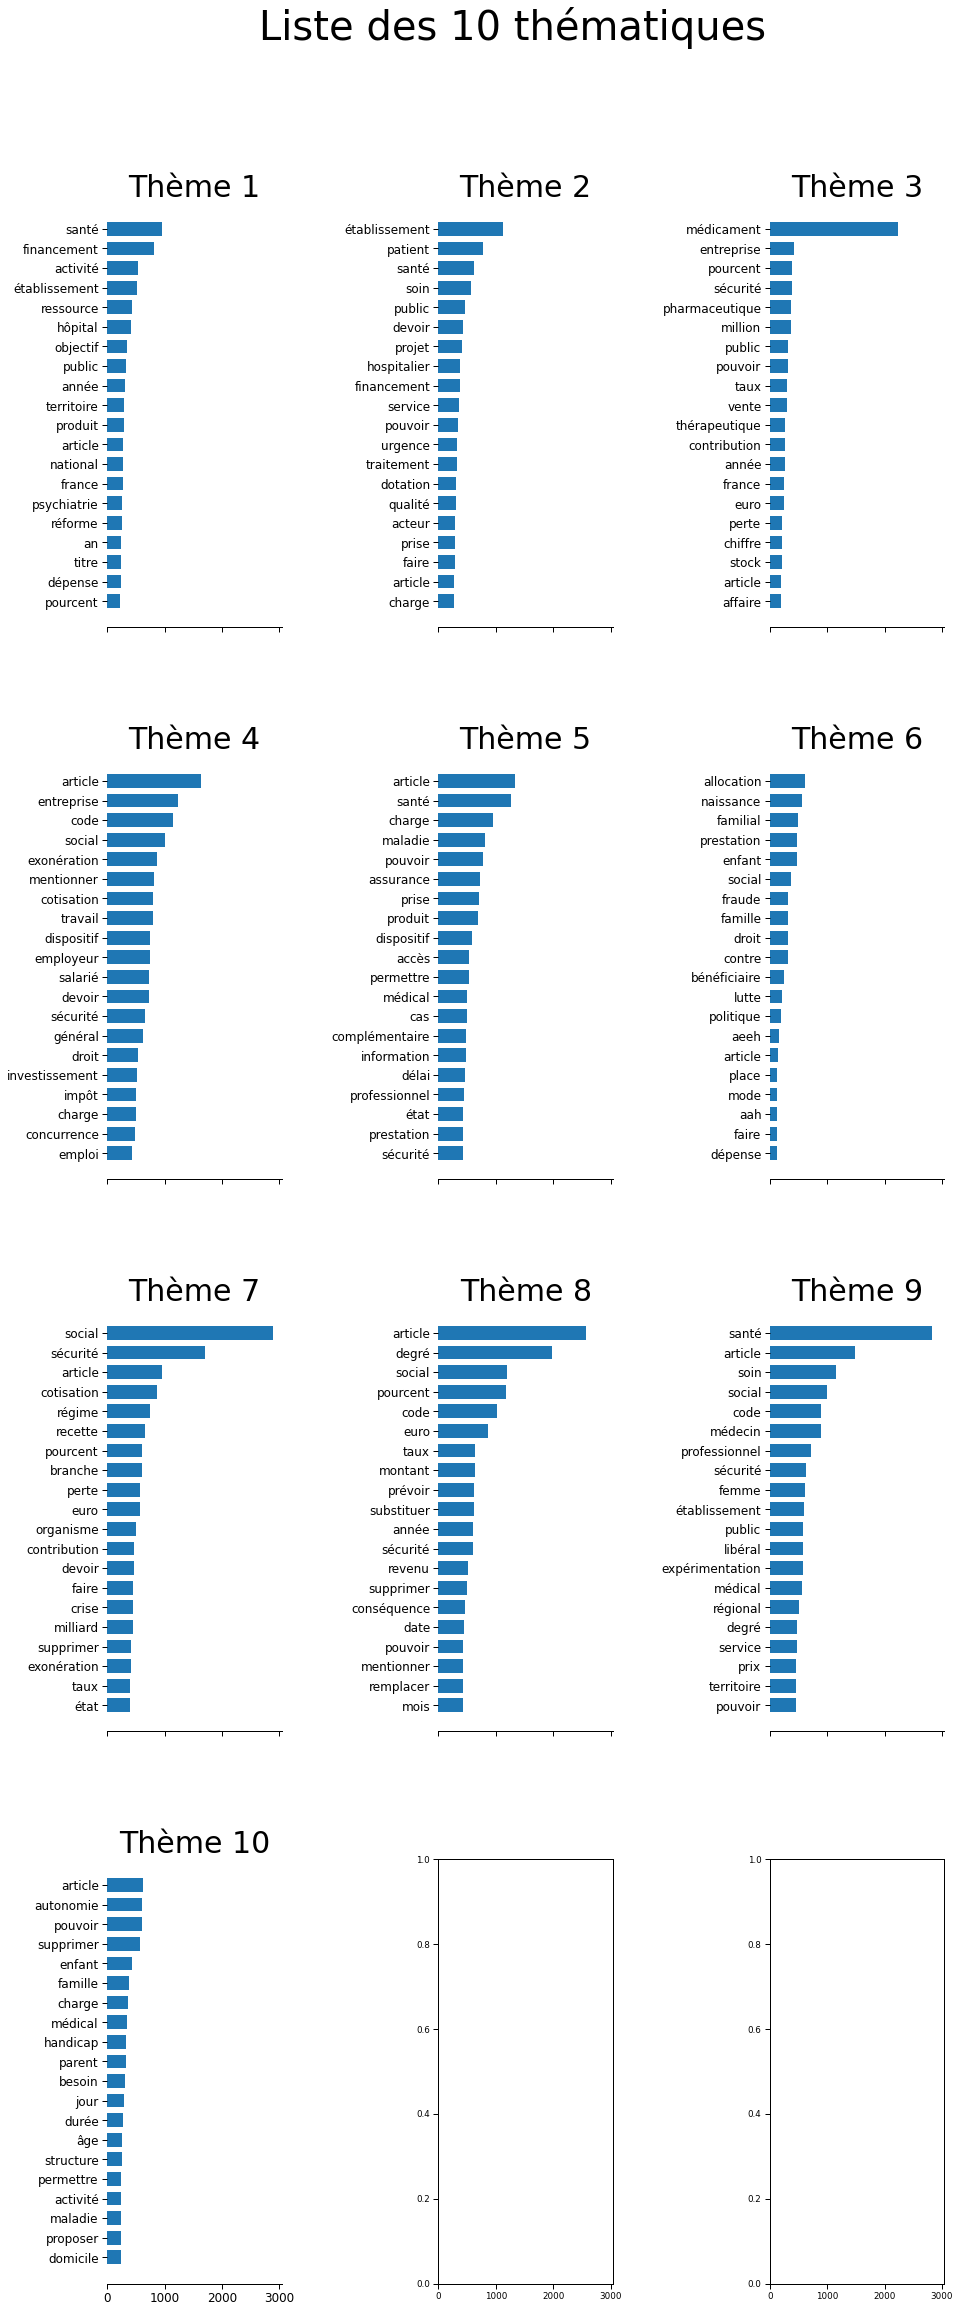 Liste des 10 thématiques
Thème 1
santé
financement
activité
établissement
ressource
hôpital
objectif
public
année
territoire
produit
article
national
france
psychiatrie
réforme
an
titre
dépense
pourcent
Thème 2
établissement
patient
santé
soin
public
devoir
projet
hospitalier
financement
service
pouvoir
urgence
traitement
dotation
qualité
acteur
prise
faire
article
charge
Thème 3
médicament
entreprise
pourcent
sécurité
pharmaceutique
million
public
pouvoir
taux
vente
thérapeutique
contribution
année
france
euro
perte
chiffre
stock
article
affaire
Thème 4
article
entreprise
code
social
exonération
mentionner
cotisation
travail
dispositif
employeur
salarié
devoir
sécurité
général
droit
investissement
impôt
charge
concurrence
emploi
Thème 5
article
santé
charge
maladie
pouvoir
assurance
prise
produit
dispositif
accès
permettre
médical
cas
complémentaire
information
délai
professionnel
état
prestation
sécurité
Thème 6
allocation
naissance
familial
prestation
enfant
social
fraude
famille
droit
contre
bénéficiaire
lutte
politique
aeeh
article
place
mode
aah
faire
dépense
Thème 7
social
sécurité
article
cotisation
régime
recette
pourcent
branche
perte
euro
organisme
contribution
devoir
faire
crise
milliard
supprimer
exonération
taux
état
Thème 8
article
degré
social
pourcent
code
euro
taux
montant
prévoir
substituer
année
sécurité
revenu
supprimer
conséquence
date
pouvoir
mentionner
remplacer
mois
Thème 9
santé
article
soin
social
code
médecin
professionnel
sécurité
femme
établissement
public
libéral
expérimentation
médical
régional
degré
service
prix
territoire
pouvoir
Thème 10
article
autonomie
pouvoir
supprimer
enfant
famille
charge
médical
handicap
parent
besoin
jour
durée
âge
structure
permettre
activité
maladie
proposer
domicile
0 1000 2000 3000
1.0
0.8
0.6
0.4
0.2
0.0
0 1000 2000 3000
1.0
0.8
0.6
0.4
0.2
0.0
0 1000 2000 3000